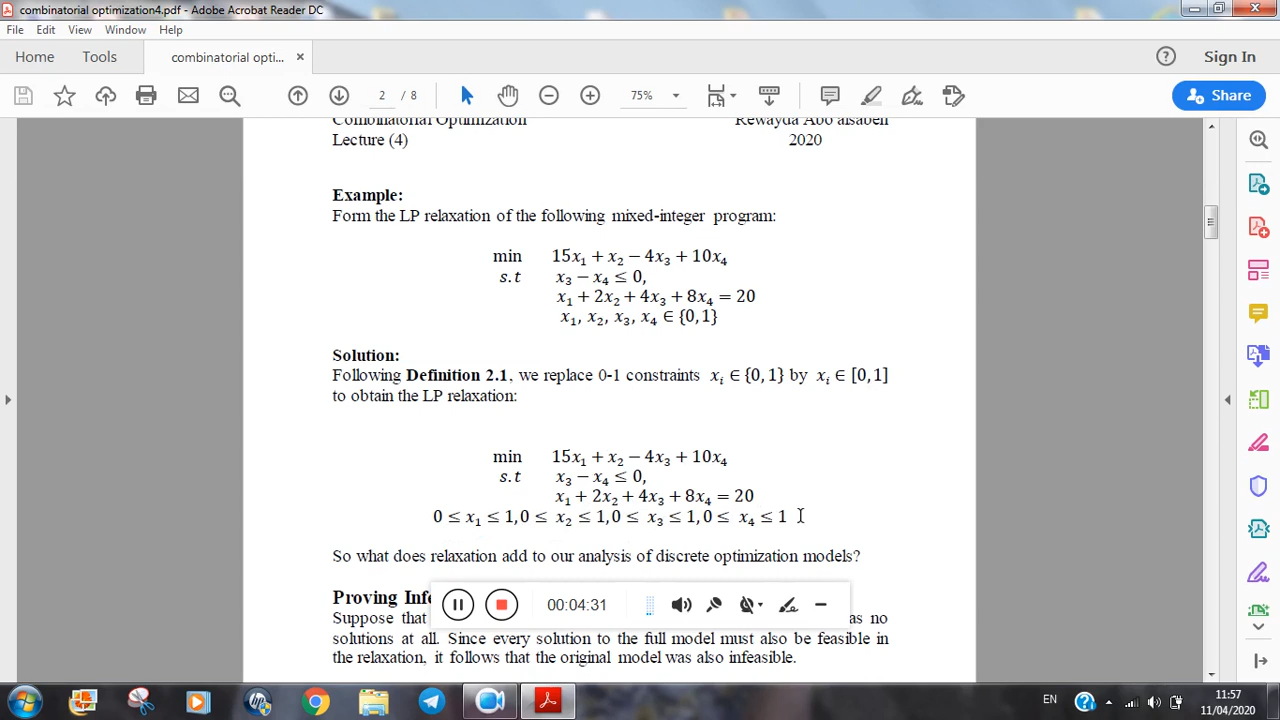 combinatorial optimization4.pdf - Adobe Acrobat Reader DC
File Edit View Window Help
Home Tools combinatorial opti... × Sign In
2 / 8 75% Share
Combinatorial Optimization Rewayda Abo alsabeh
Lecture (4) 2020
Example:
Form the LP relaxation of the following mixed-integer program:
min 15x₁ + x₂ − 4x₃ + 10x₄
s.t x₃ − x₄ ≤ 0,
x₁ + 2x₂ + 4x₃ + 8x₄ = 20
x₁, x₂, x₃, x₄ ∈ {0, 1}
Solution:
Following Definition 2.1, we replace 0-1 constraints xᵢ ∈ {0, 1} by xᵢ ∈ [0, 1]
to obtain the LP relaxation:
min 15x₁ + x₂ − 4x₃ + 10x₄
s.t x₃ − x₄ ≤ 0,
x₁ + 2x₂ + 4x₃ + 8x₄ = 20
0 ≤ x₁ ≤ 1, 0 ≤ x₂ ≤ 1, 0 ≤ x₃ ≤ 1, 0 ≤ x₄ ≤ 1
So what does relaxation add to our analysis of discrete optimization models?
Proving
00:04:31
Suppose that as no
solutions at all. Since every solution to the full model must also be feasible in
the relaxation, it follows that the original model was also infeasible.
EN 11:57
11/04/2020